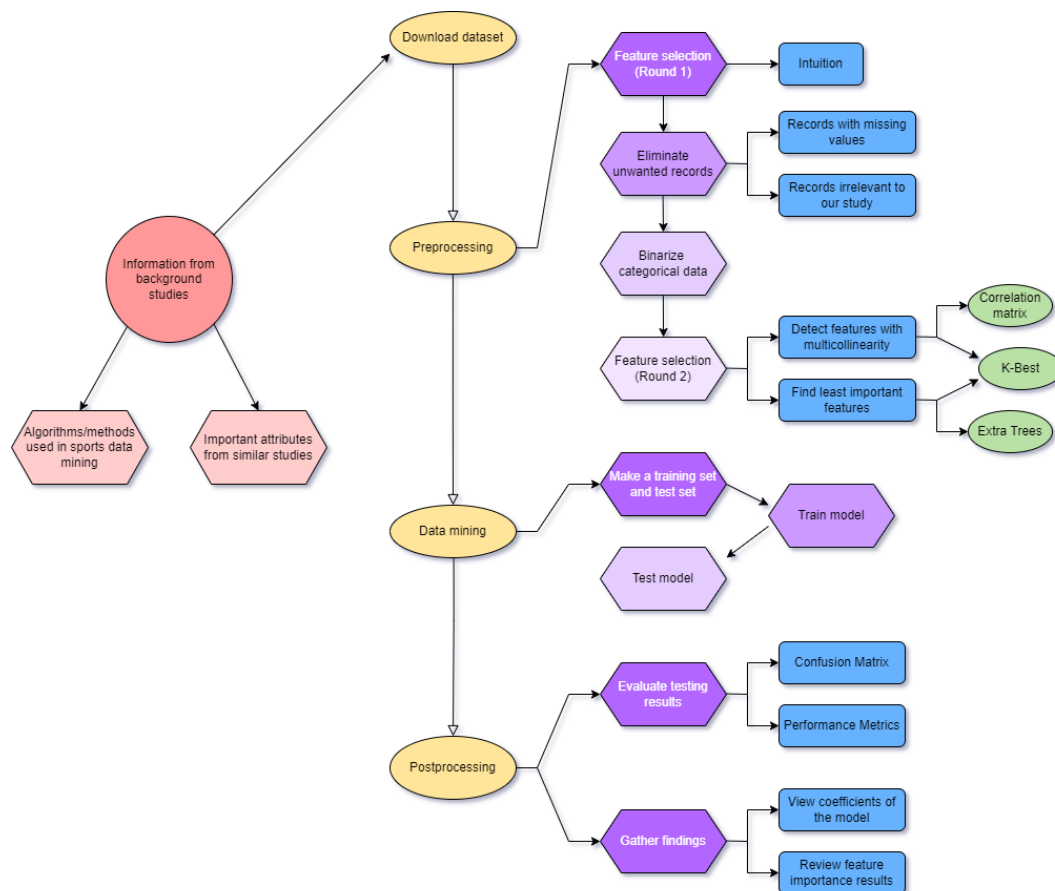 Download dataset
Feature selection
(Round 1)
Intuition
Eliminate
unwanted records
Records with missing
values
Records irrelevant to
our study
Preprocessing
Binarize
categorical data
Information from
background
studies
Feature selection
(Round 2)
Detect features with
multicollinearity
Find least important
features
Correlation
matrix
K-Best
Extra Trees
Algorithms/methods
used in sports data
mining
Important attributes
from similar studies
Data mining
Make a training set
and test set
Train model
Test model
Postprocessing
Evaluate testing
results
Confusion Matrix
Performance Metrics
Gather findings
View coefficients of
the model
Review feature
importance results